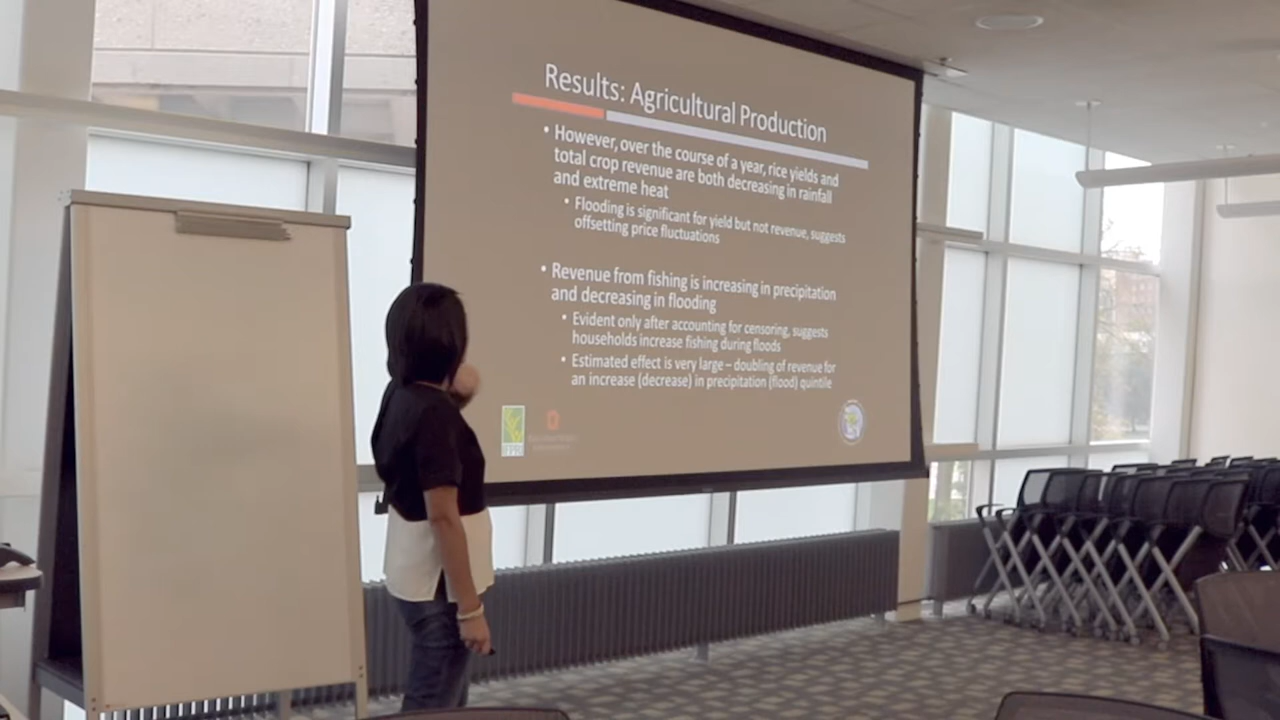 Results: Agricultural Production
• However, over the course of a year, rice yields and
total crop revenue are both decreasing in rainfall
and extreme heat
• Flooding is significant for yield but not revenue, suggests
offsetting price fluctuations
• Revenue from fishing is increasing in precipitation
and decreasing in flooding
• Evident only after accounting for censoring, suggests
households increase fishing during floods
• Estimated effect is very large – doubling of revenue for
an increase (decrease) in precipitation (flood) quintile
IFPRI